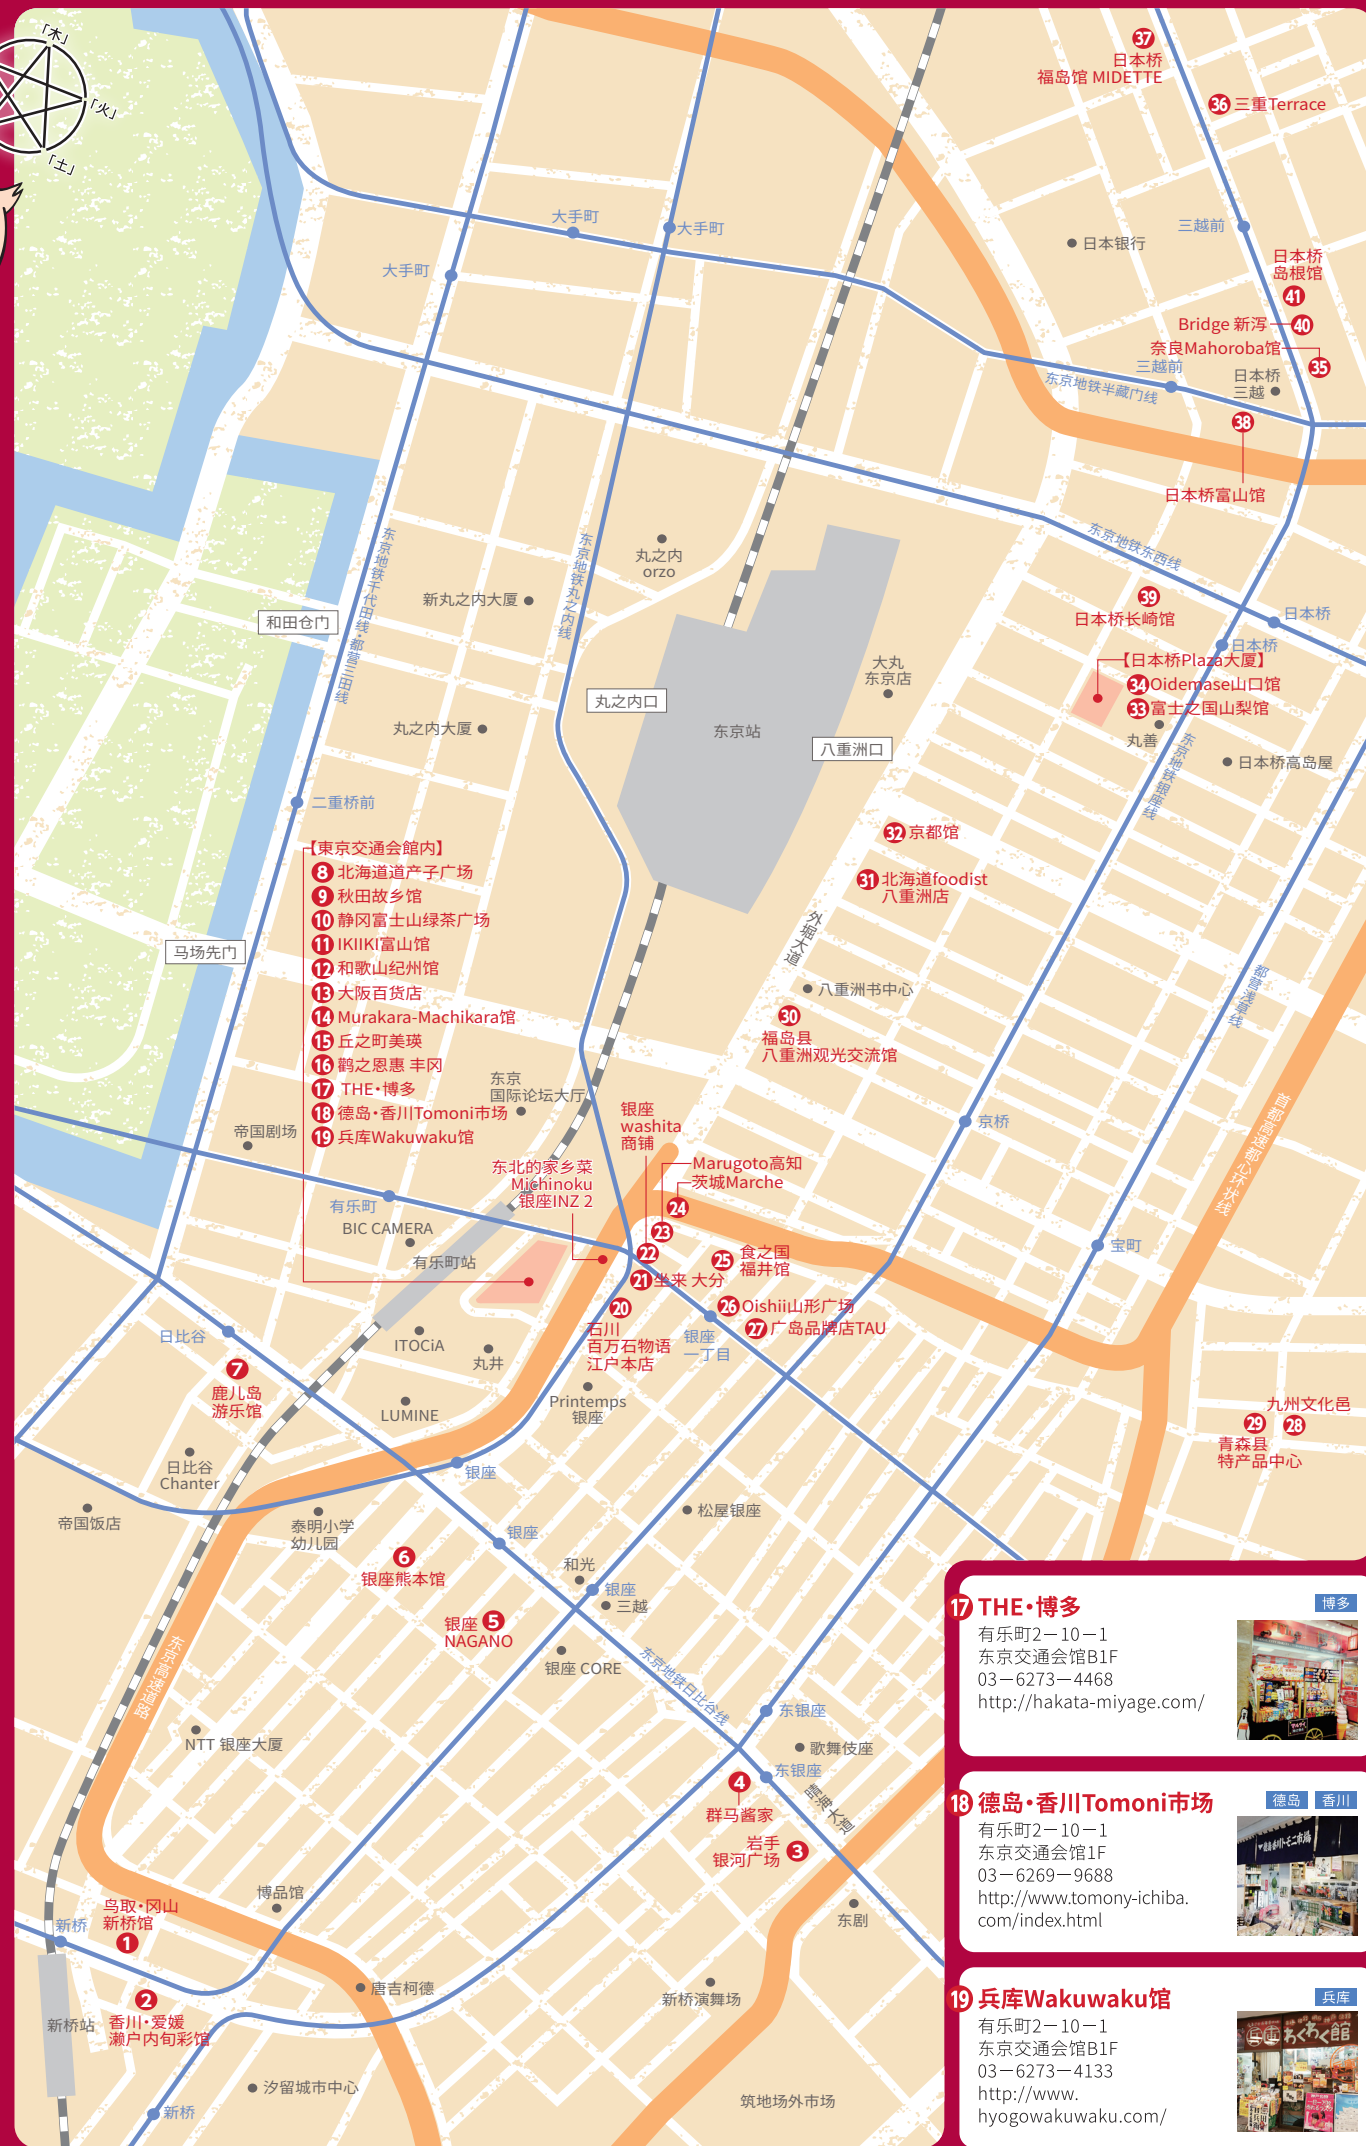 「木」
「火」
「土」
37
日本桥
福岛馆 MIDETTE
36 三重Terrace
大手町
大手町
大手町
日本银行
三越前
日本桥
岛根馆
41
Bridge 新泻 40
奈良Mahoroba馆
35
三越前
东京地铁半藏门线
日本桥
三越
38
日本桥富山馆
东京地铁千代田线·都营三田线
东京地铁丸之内线
丸之内
orzo
东京地铁东西线
新丸之内大厦
和田仓门
39
日本桥长崎馆
日本桥
日本桥
【日本桥Plaza大厦】
34 Oidemase山口馆
33 富士之国山梨馆
大丸
东京店
丸之内口
东京站
八重洲口
丸之内大厦
丸善
东京地铁银座线
日本桥高岛屋
二重桥前
32 京都馆
31 北海道foodist
八重洲店
【東京交通会館内】
8 北海道道产子广场
9 秋田故乡馆
10 静冈富士山绿茶广场
11 IKIIKI富山馆
12 和歌山纪州馆
13 大阪百货店
14 Murakara-Machikara馆
15 丘之町美瑛
16 鹳之恩惠 丰冈
17 THE·博多
18 德岛·香川Tomoni市场
19 兵库Wakuwaku馆
马场先门
外堀大道
八重洲书中心
都营浅草线
30
福岛县
八重洲观光交流馆
东京
国际论坛大厅
京桥
首都高速都心环状线
帝国剧场
银座
washita
商铺
东北的家乡菜
Michinoku
银座INZ 2
Marugoto高知
茨城Marche
24
23
22
有乐町
BIC CAMERA
有乐町站
25 食之国
福井馆
宝町
21 坐来 大分
20
石川
百万石物语
江户本店
26 Oishii山形广场
27 广岛品牌店TAU
银座
一丁目
日比谷
7
鹿儿岛
游乐馆
ITOCiA
丸井
Printemps
银座
LUMINE
九州文化邑
29 28
青森县
特产品中心
日比谷
Chanter
银座
帝国饭店
泰明小学
幼儿园
松屋银座
银座
6
银座熊本馆
和光
银座
三越
银座 5
NAGANO
银座 CORE
东京地铁日比谷线
东京高速道路
NTT 银座大厦
东银座
歌舞伎座
东银座
晴海大道
4
群马酱家
岩手
银河广场 3
博品馆
东剧
鸟取·冈山
新桥馆
1
新桥
唐吉柯德
新桥演舞场
2
香川·爱媛
濑户内旬彩馆
新桥站
汐留城市中心
筑地场外市场
新桥
17 THE·博多
博多
有乐町2－10－1
东京交通会馆B1F
03－6273－4468
http://hakata-miyage.com/
18 德岛·香川Tomoni市场
德岛 香川
有乐町2－10－1
东京交通会馆1F
03－6269－9688
http://www.tomony-ichiba.
com/index.html
19 兵库Wakuwaku馆
兵库
有乐町2－10－1
东京交通会馆B1F
03－6273－4133
http://www.
hyogowakuwaku.com/
兵庫わくわく館